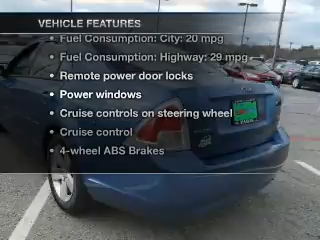 VEHICLE FEATURES
• Fuel Consumption: City: 20 mpg
• Fuel Consumption: Highway: 29 mpg
• Remote power door locks
• Power windows
• Cruise controls on steering wheel
• Cruise control
• 4-wheel ABS Brakes